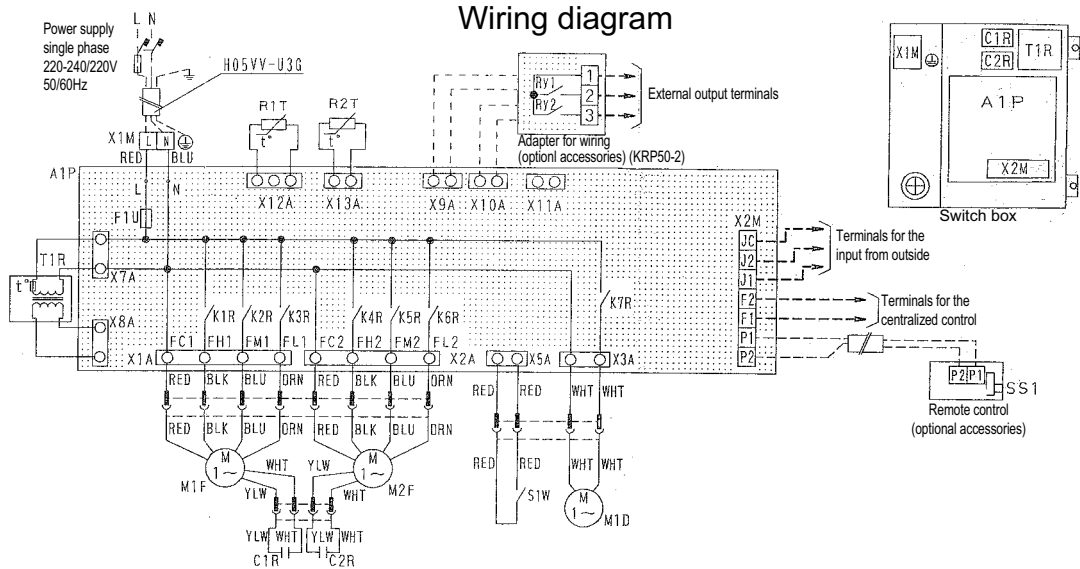 Wiring diagram
Power supply
single phase
220-240/220V
50/60Hz
L N
H05VV-U3G
X1M L N
RED BLU
R1T
t°
R2T
t°
Ry1
Ry2
1
2
3
External output terminals
Adapter for wiring
(optionl accessories) (KRP50-2)
X1M
C1R
C2R
T1R
A1P
X2M
Switch box
A1P
L N
F1U
X12A X13A X9A X10A X11A
X2M
JC
J2
J1
F2
F1
P1
P2
Terminals for the
input from outside
Terminals for the
centralized control
P2 P1
SS1
Remote control
(optional accessories)
T1R
t°
X7A
X8A
K1R K2R K3R K4R K5R K6R K7R
FC1 FH1 FM1 FL1 FC2 FH2 FM2 FL2
X1A X2A X5A X3A
RED BLK BLU ORN RED BLK BLU ORN RED RED WHT WHT
RED BLK BLU ORN RED BLK BLU ORN
RED RED WHT WHT
M
1~
M1F
M
1~
M2F
S1W
M
1~
M1D
YLW WHT YLW WHT
YLW WHT YLW WHT
C1R C2R